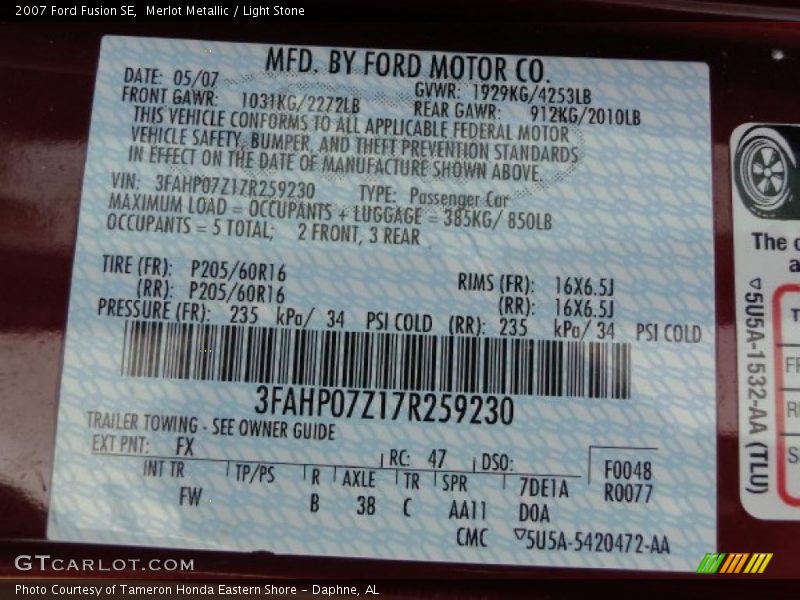 2007 Ford Fusion SE,  Merlot Metallic / Light Stone
MFD. BY FORD MOTOR CO.
DATE: 05/07 GVWR: 1929KG/4253LB
FRONT GAWR: 1031KG/2272LB REAR GAWR: 912KG/2010LB
THIS VEHICLE CONFORMS TO ALL APPLICABLE FEDERAL MOTOR
VEHICLE SAFETY, BUMPER, AND THEFT PREVENTION STANDARDS
IN EFFECT ON THE DATE OF MANUFACTURE SHOWN ABOVE.
VIN: 3FAHP07Z17R259230 TYPE: Passenger Car
MAXIMUM LOAD = OCCUPANTS + LUGGAGE = 385KG/ 850LB
OCCUPANTS = 5 TOTAL; 2 FRONT, 3 REAR
TIRE (FR): P205/60R16 RIMS (FR): 16X6.5J
(RR): P205/60R16 (RR): 16X6.5J
PRESSURE (FR): 235 kPa/ 34 PSI COLD (RR): 235 kPa/ 34 PSI COLD
3FAHP07Z17R259230
TRAILER TOWING - SEE OWNER GUIDE
EXT PNT: FX RC: 47 DSO: F0048
INT TR TP/PS R AXLE TR SPR 7DE1A R0077
FW B 38 C AA11 D0A
CMC ▽5U5A-5420472-AA
The
▽5U5A-1532-AA (TLU)
GTCARLOT.COM
Photo Courtesy of Tameron Honda Eastern Shore – Daphne, AL